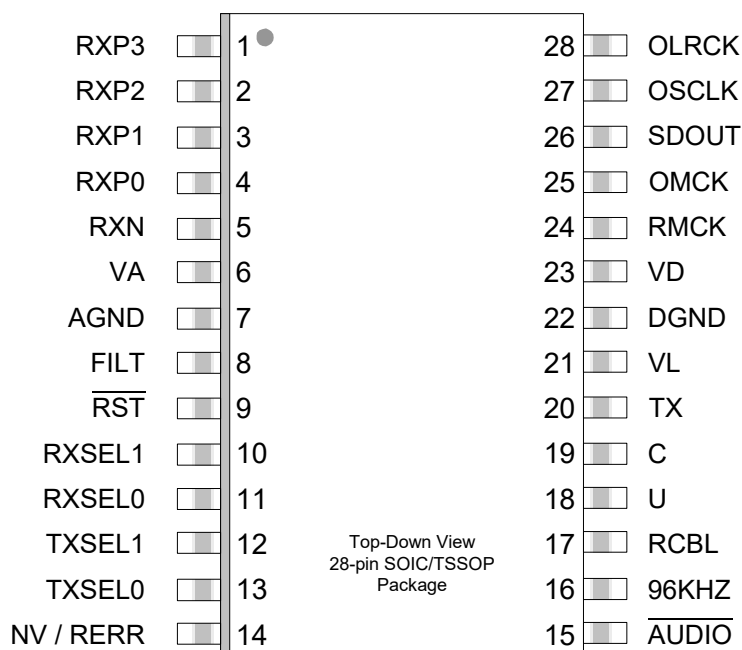 RXP3 1 28 OLRCK
RXP2 2 27 OSCLK
RXP1 3 26 SDOUT
RXP0 4 25 OMCK
RXN 5 24 RMCK
VA 6 23 VD
AGND 7 22 DGND
FILT 8 21 VL
RST 9 20 TX
RXSEL1 10 19 C
RXSEL0 11 18 U
TXSEL1 12 Top-Down View 17 RCBL
28-pin SOIC/TSSOP
TXSEL0 13 Package 16 96KHZ
NV / RERR 14 15 AUDIO